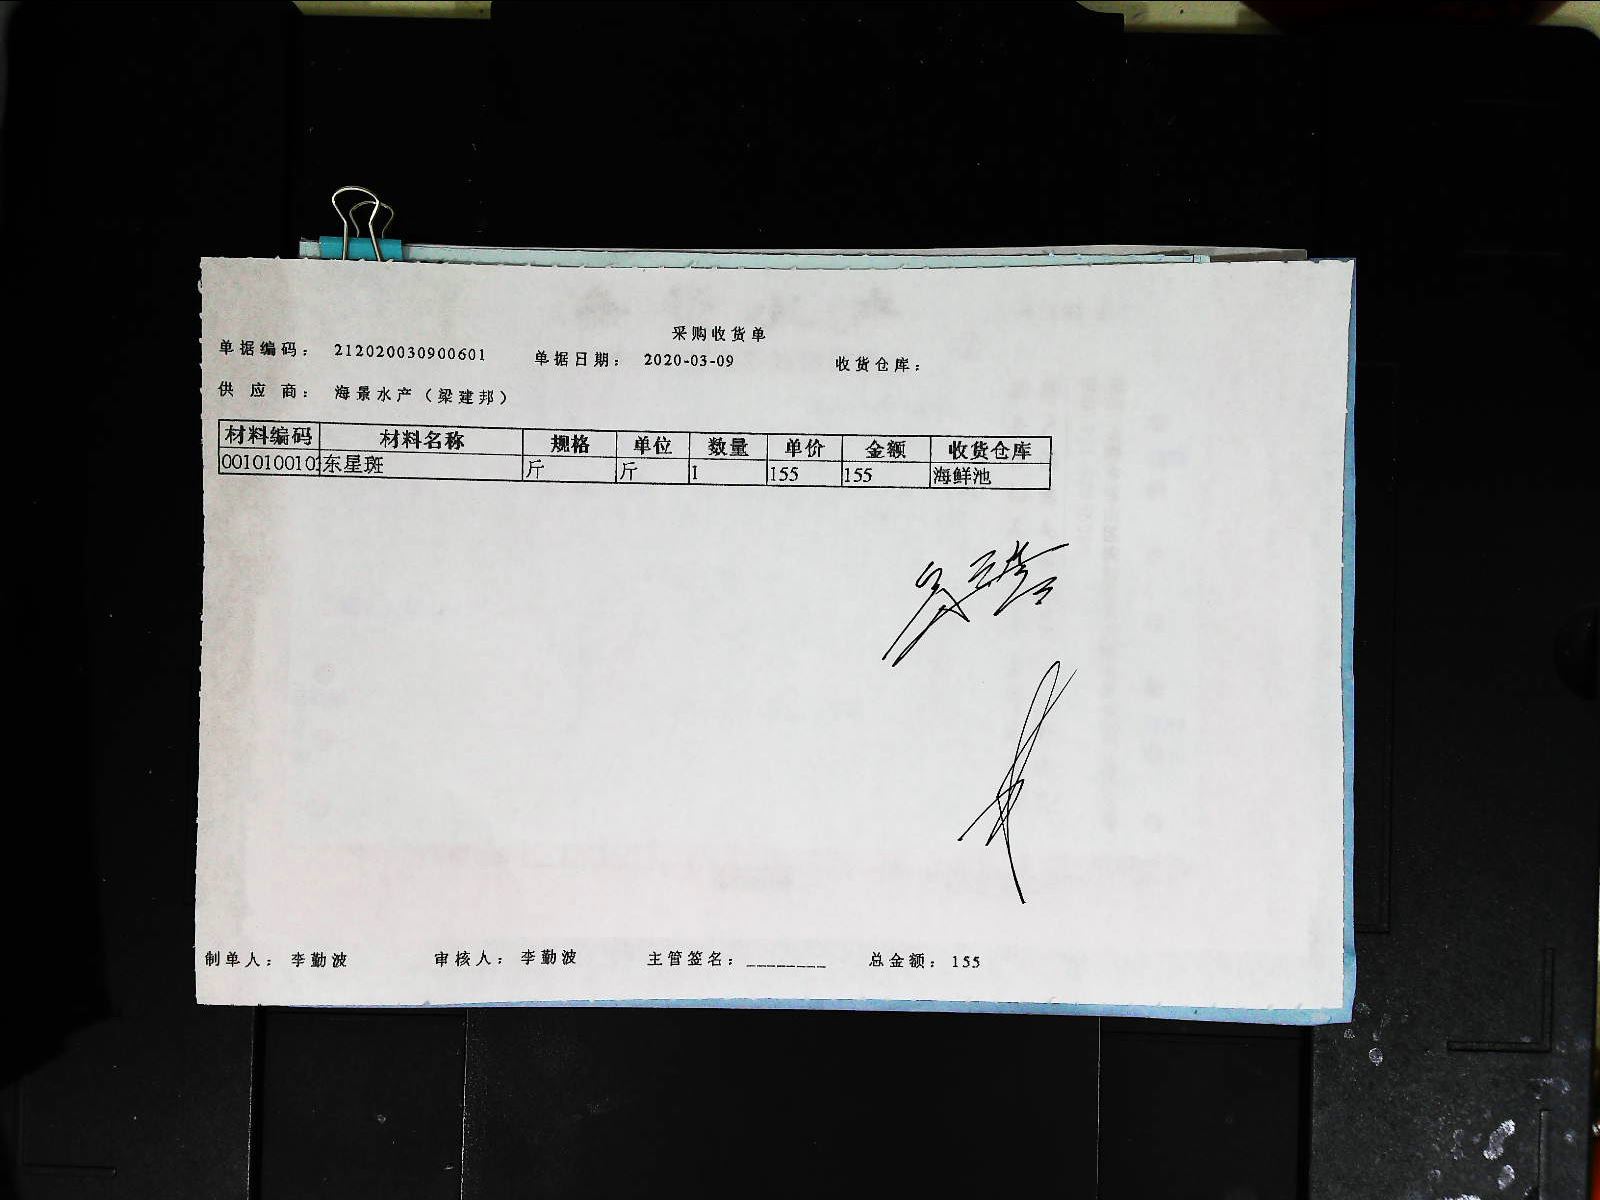 采购收货单
单据编码： 212020030900601 单据日期： 2020-03-09 收货仓库：
供 应 商： 海景水产（梁建邦）
材料编码 材料名称 规格 单位 数量 单价 金额 收货仓库
001010010 东星斑 斤 斤 1 155 155 海鲜池
制单人： 李勤波 审核人： 李勤波 主管签名：________ 总金额： 155